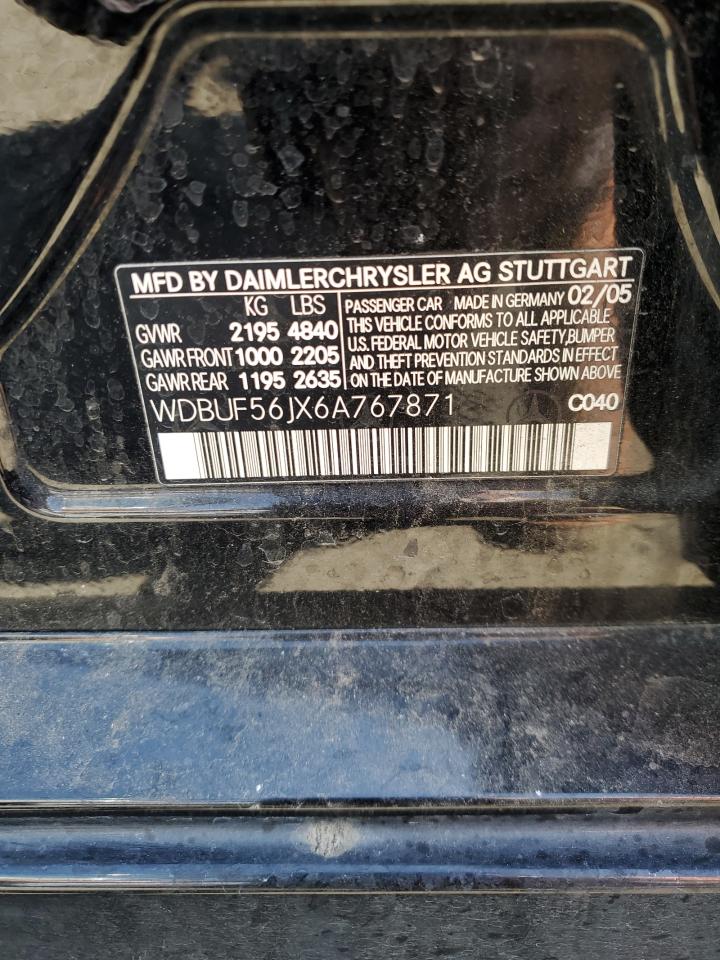 MFD BY DAIMLERCHRYSLER AG STUTTGART
KG LBS
GVWR 2195 4840
GAWR FRONT 1000 2205
GAWR REAR 1195 2635
PASSENGER CAR MADE IN GERMANY 02/05
THIS VEHICLE CONFORMS TO ALL APPLICABLE
U.S. FEDERAL MOTOR VEHICLE SAFETY, BUMPER
AND THEFT PREVENTION STANDARDS IN EFFECT
ON THE DATE OF MANUFACTURE SHOWN ABOVE
WDBUF56JX6A767871
C040